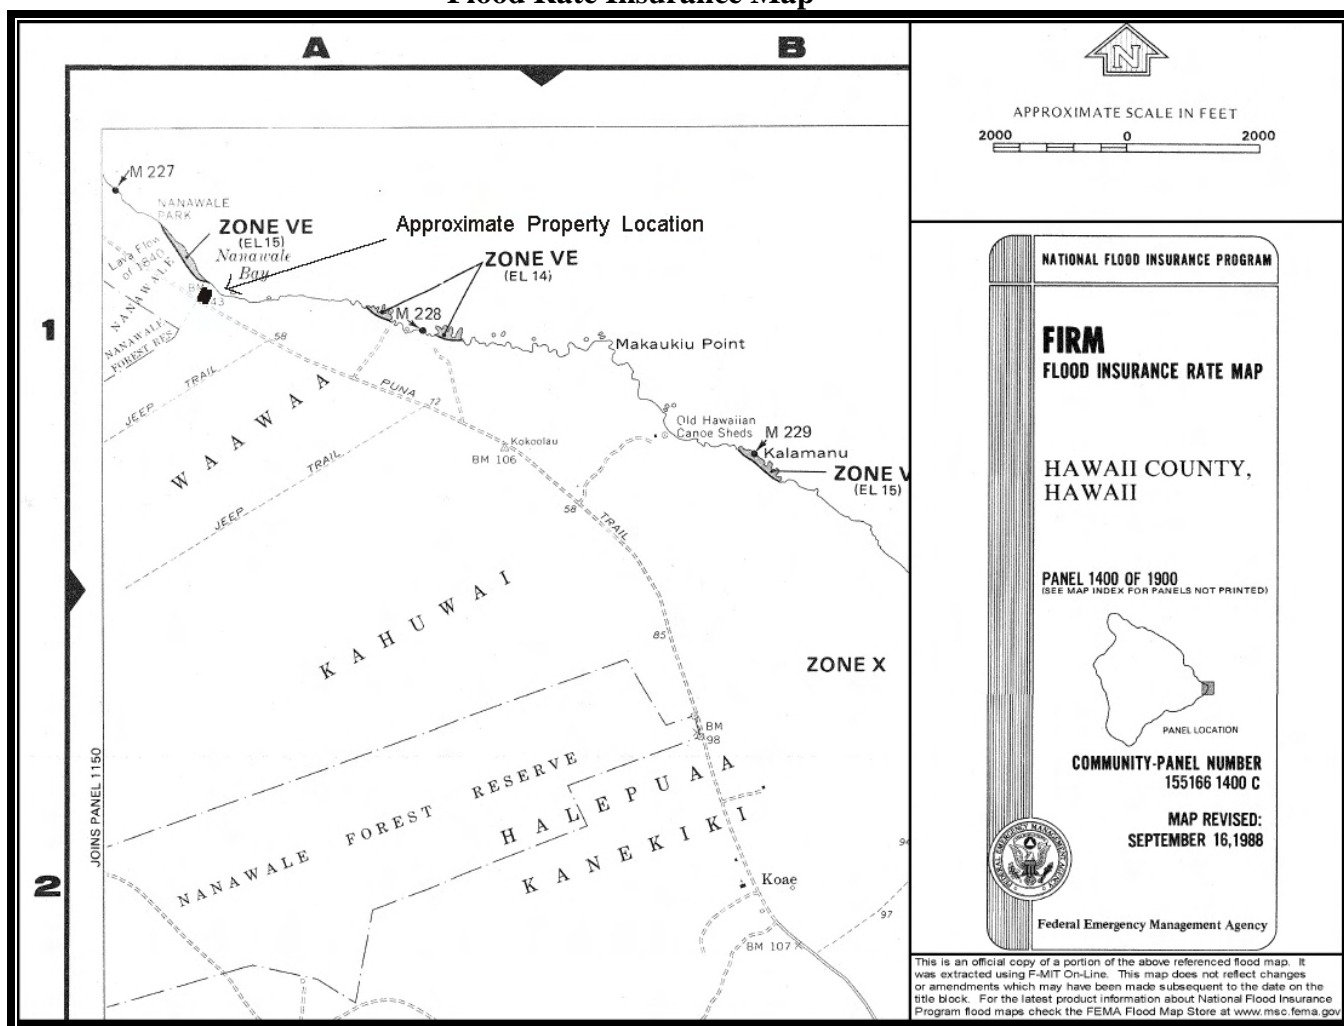 Flood Rate Insurance Map
A
B
N
APPROXIMATE SCALE IN FEET
2000 0 2000
M 227
NANAWALE
PARK
ZONE VE
(EL 15)
Nanawale
Bay
Approximate Property Location
ZONE VE
(EL 14)
Lava Flow
of 1840
BM
43
NANAWALE
NANAWALE
FOREST RES
1
M 228
58
Makaukiu Point
JEEP TRAIL
PUNA
72
WAAWAA
Old Hawaiian
Canoe Sheds
M 229
Kalamanu
ZONE V
(EL 15)
Kokoolau
BM 106
JEEP TRAIL
58
TRAIL
KAHUWAI
85
ZONE X
BM
98
NANAWALE FOREST RESERVE
HALEPUAA
KANEKIKI
JOINS PANEL 1150
2
Koae
94
97
BM 107
NATIONAL FLOOD INSURANCE PROGRAM
FIRM
FLOOD INSURANCE RATE MAP
HAWAII COUNTY,
HAWAII
PANEL 1400 OF 1900
(SEE MAP INDEX FOR PANELS NOT PRINTED)
PANEL LOCATION
COMMUNITY-PANEL NUMBER
155166 1400 C
MAP REVISED:
SEPTEMBER 16,1988
FEDERAL EMERGENCY MANAGEMENT AGENCY
Federal Emergency Management Agency
This is an official copy of a portion of the above referenced flood map. It
was extracted using F-MIT On-Line. This map does not reflect changes
or amendments which may have been made subsequent to the date on the
title block. For the latest product information about National Flood Insurance
Program flood maps check the FEMA Flood Map Store at www.msc.fema.gov